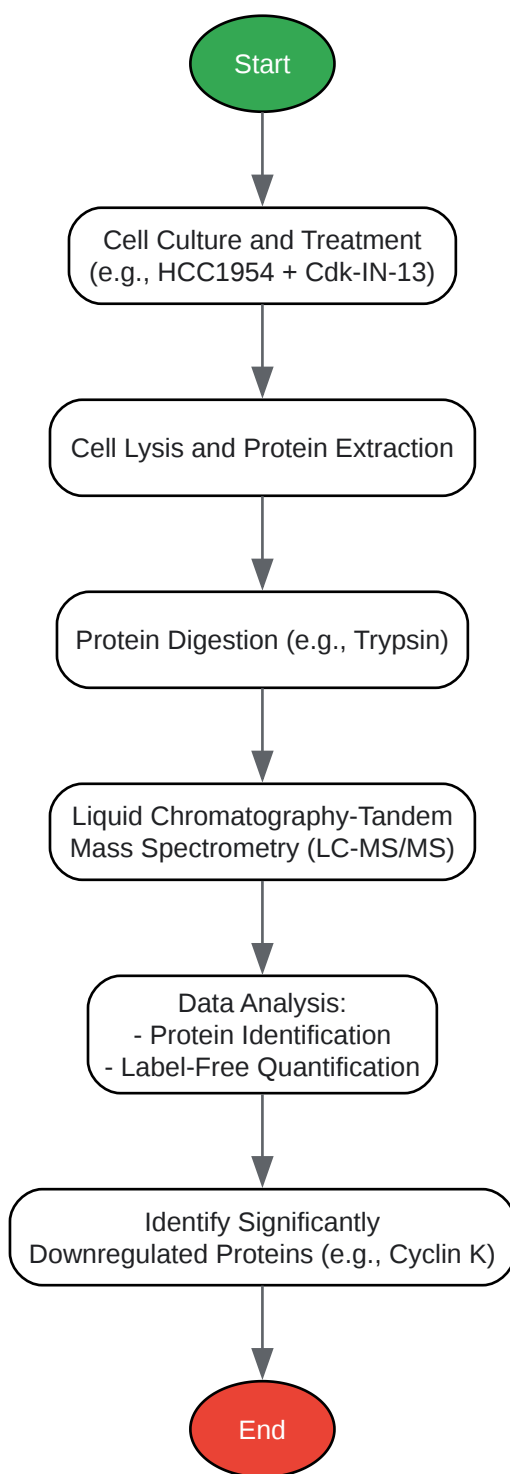 Start
Cell Culture and Treatment
(e.g., HCC1954 + Cdk-IN-13)
Cell Lysis and Protein Extraction
Protein Digestion (e.g., Trypsin)
Liquid Chromatography-Tandem
Mass Spectrometry (LC-MS/MS)
Data Analysis:
- Protein Identification
- Label-Free Quantification
Identify Significantly
Downregulated Proteins (e.g., Cyclin K)
End